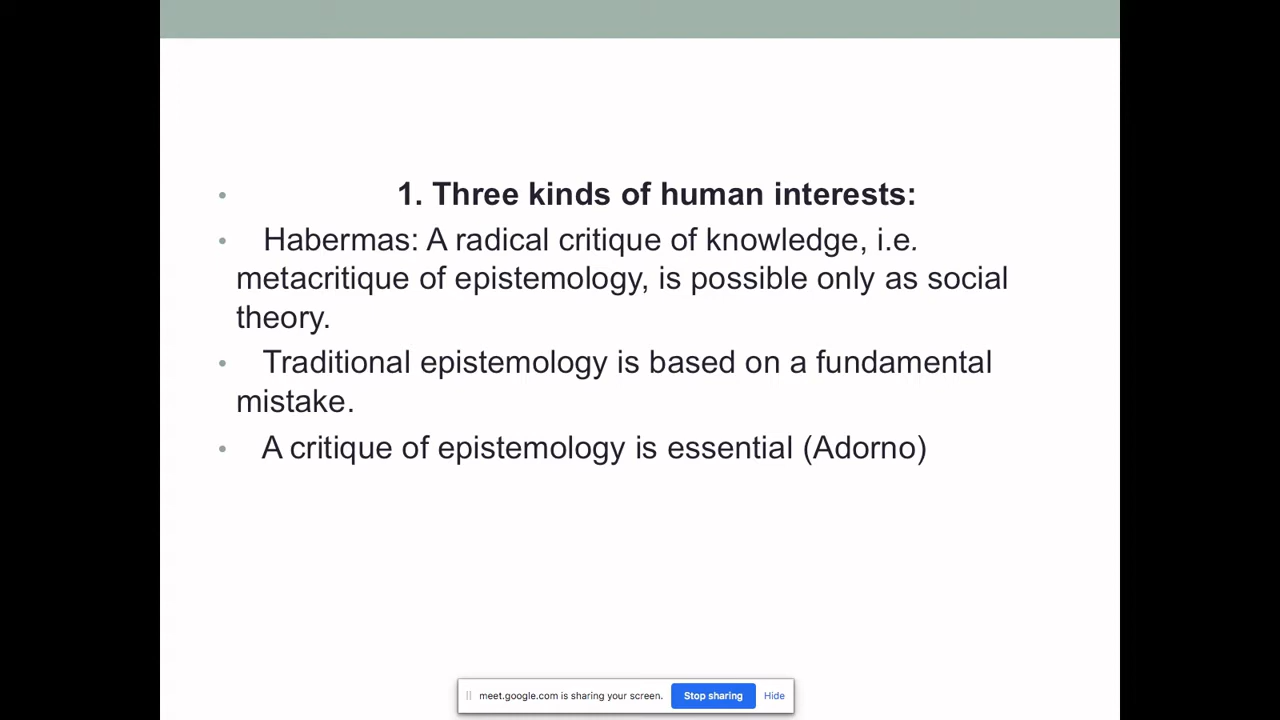 • 1. Three kinds of human interests:
• Habermas: A radical critique of knowledge, i.e.
metacritique of epistemology, is possible only as social
theory.
• Traditional epistemology is based on a fundamental
mistake.
• A critique of epistemology is essential (Adorno)
meet.google.com is sharing your screen. Stop sharing Hide